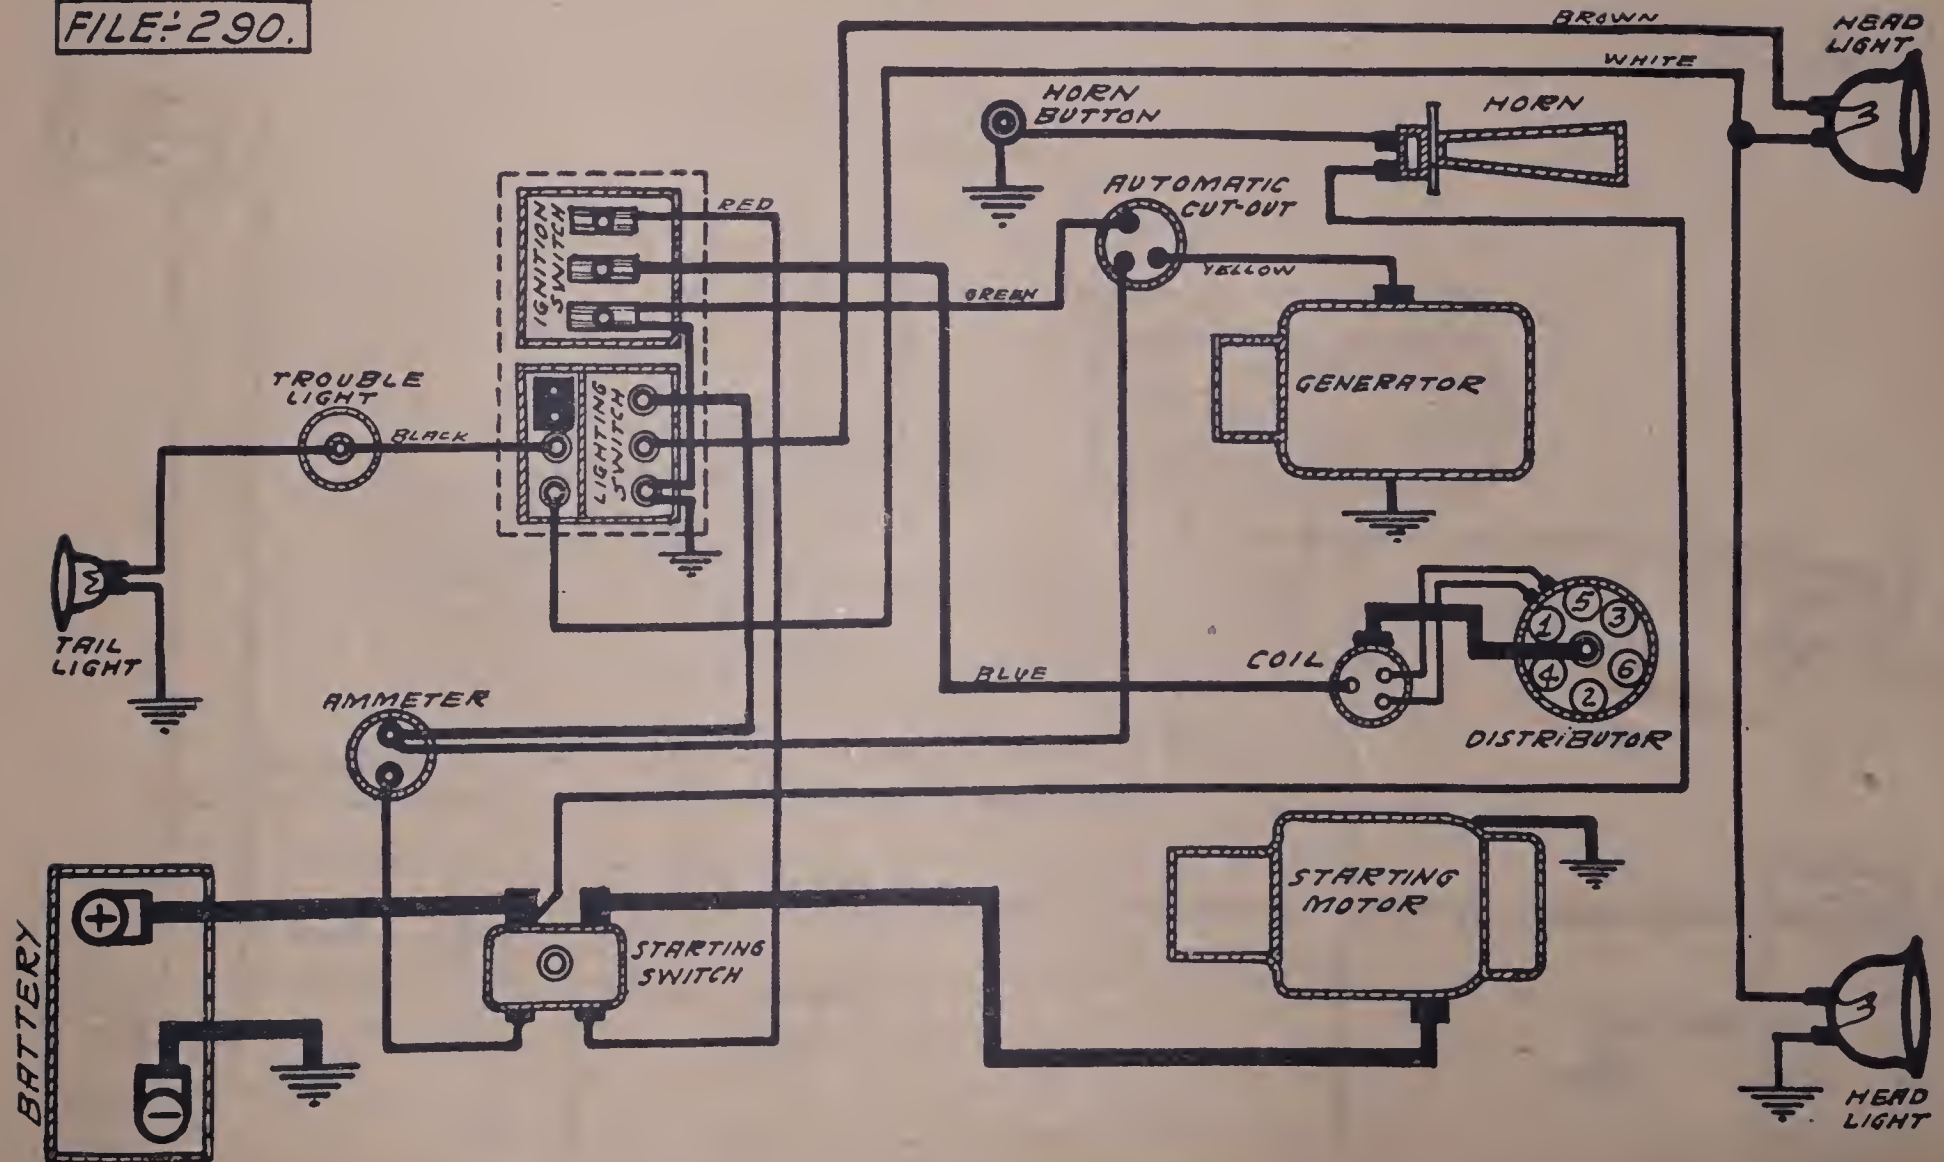 FILE:-290.
BROWN
HEAD
LIGHT
WHITE
HORN
BUTTON
HORN
AUTOMATIC
CUT-OUT
RED
IGNITION
SWITCH
YELLOW
GREEN
TROUBLE
LIGHT
GENERATOR
BLACK
LIGHTING
SWITCH
5
3
1
6
4
2
TAIL
LIGHT
COIL
BLUE
AMMETER
DISTRIBUTOR
STARTING
MOTOR
+
BATTERY
STARTING
SWITCH
−
HEAD
LIGHT